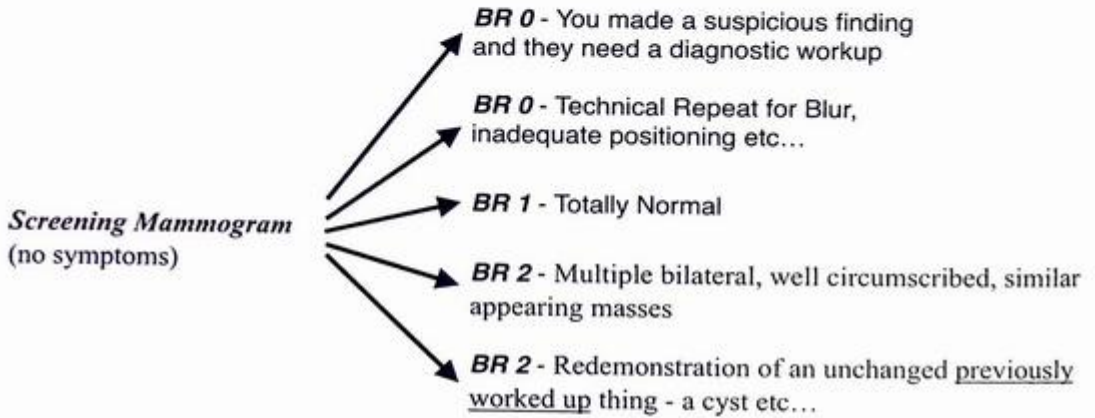 BR 0 - You made a suspicious finding
and they need a diagnostic workup
BR 0 - Technical Repeat for Blur,
inadequate positioning etc...
BR 1 - Totally Normal
Screening Mammogram
(no symptoms)
BR 2 - Multiple bilateral, well circumscribed, similar
appearing masses
BR 2 - Redemonstration of an unchanged previously
worked up thing - a cyst etc...